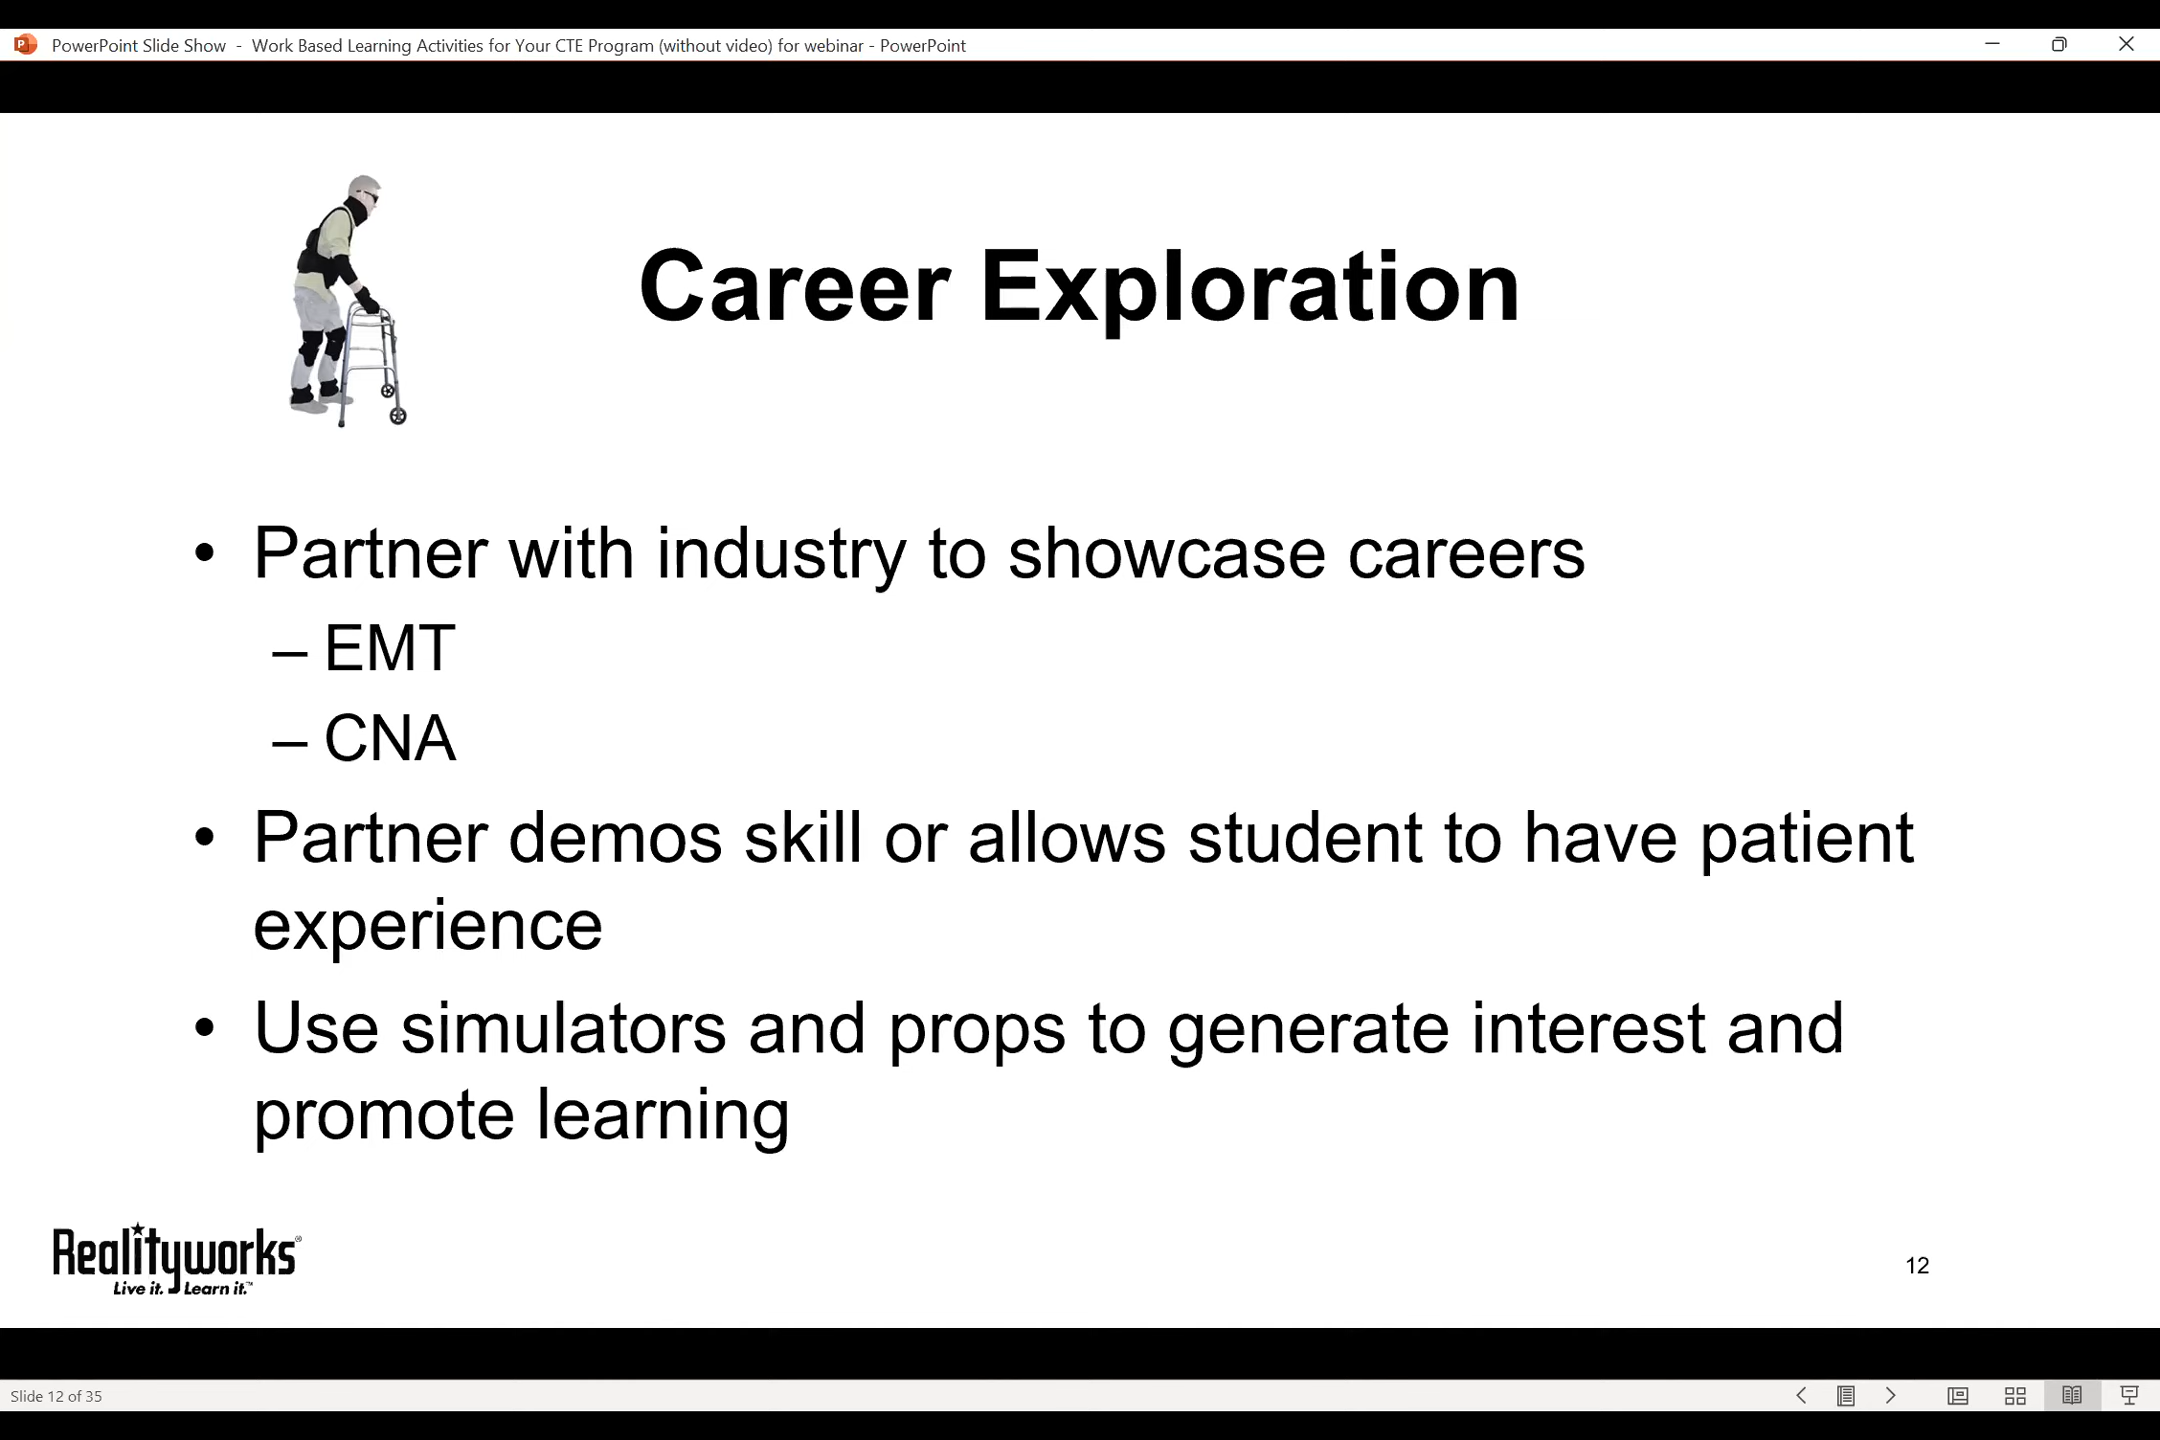 PowerPoint Slide Show - Work Based Learning Activities for Your CTE Program (without video) for webinar - PowerPoint
Career Exploration
• Partner with industry to showcase careers
– EMT
– CNA
• Partner demos skill or allows student to have patient
experience
• Use simulators and props to generate interest and
promote learning
Realityworks®
Live it. Learn it.™
12
Slide 12 of 35